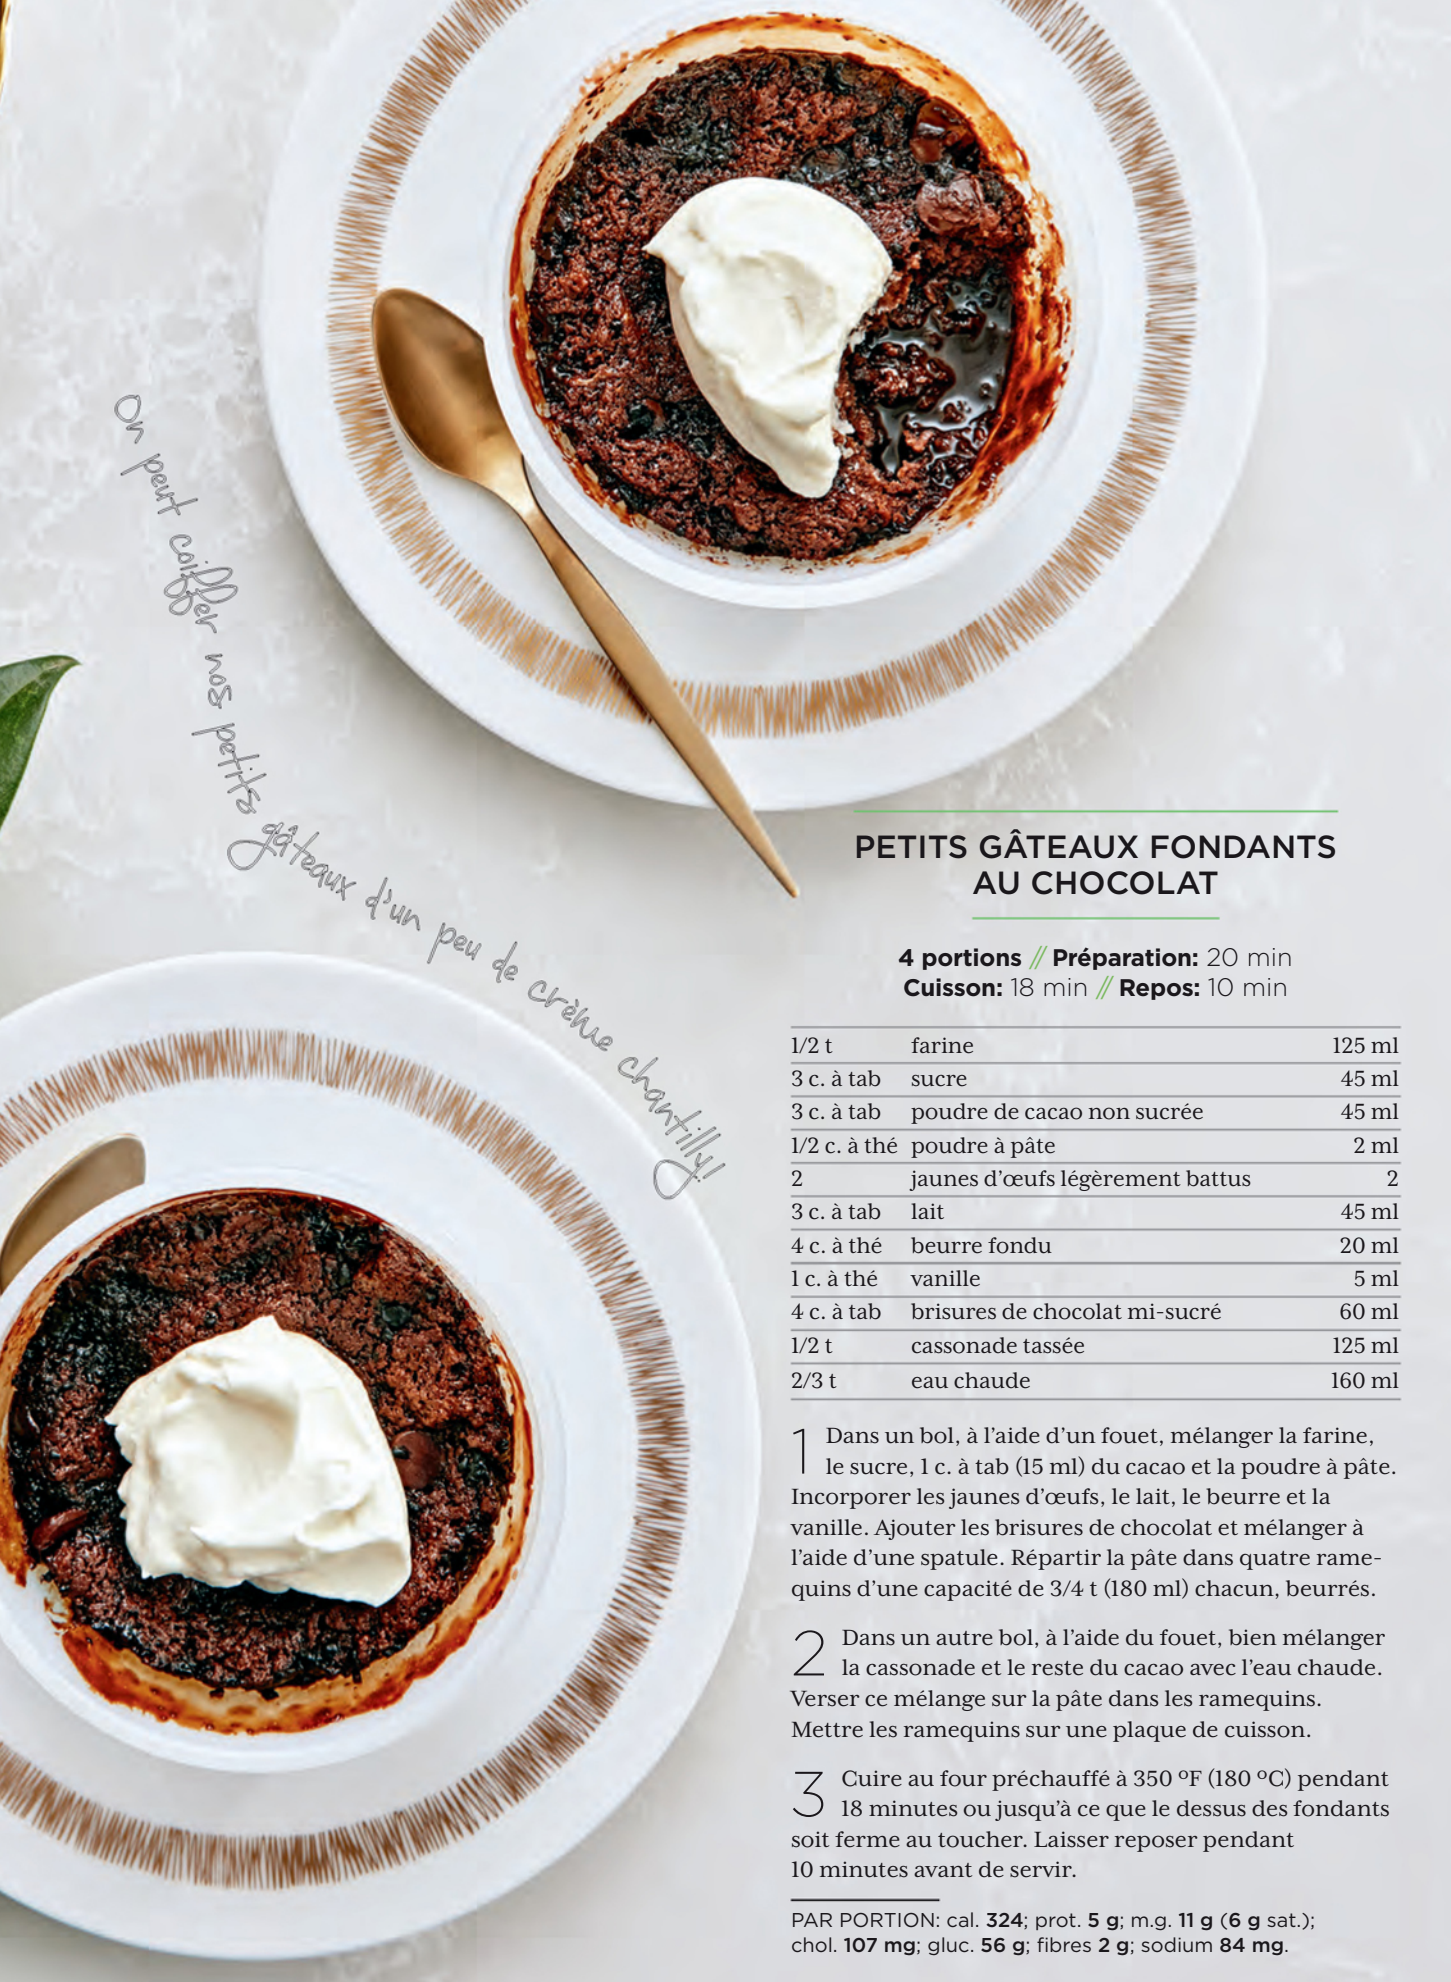 On peut coiffer nos petits gâteaux d'un peu de crème chantilly!
PETITS GÂTEAUX FONDANTS
AU CHOCOLAT
4 portions // Préparation: 20 min
Cuisson: 18 min // Repos: 10 min
1/2 t farine 125 ml
3 c. à tab sucre 45 ml
3 c. à tab poudre de cacao non sucrée 45 ml
1/2 c. à thé poudre à pâte 2 ml
2 jaunes d'œufs légèrement battus 2
3 c. à tab lait 45 ml
4 c. à thé beurre fondu 20 ml
1 c. à thé vanille 5 ml
4 c. à tab brisures de chocolat mi-sucré 60 ml
1/2 t cassonade tassée 125 ml
2/3 t eau chaude 160 ml
1 Dans un bol, à l'aide d'un fouet, mélanger la farine,
le sucre, 1 c. à tab (15 ml) du cacao et la poudre à pâte.
Incorporer les jaunes d'œufs, le lait, le beurre et la
vanille. Ajouter les brisures de chocolat et mélanger à
l'aide d'une spatule. Répartir la pâte dans quatre rame-
quins d'une capacité de 3/4 t (180 ml) chacun, beurrés.
2 Dans un autre bol, à l'aide du fouet, bien mélanger
la cassonade et le reste du cacao avec l'eau chaude.
Verser ce mélange sur la pâte dans les ramequins.
Mettre les ramequins sur une plaque de cuisson.
3 Cuire au four préchauffé à 350 ºF (180 ºC) pendant
18 minutes ou jusqu'à ce que le dessus des fondants
soit ferme au toucher. Laisser reposer pendant
10 minutes avant de servir.
PAR PORTION: cal. 324; prot. 5 g; m.g. 11 g (6 g sat.);
chol. 107 mg; gluc. 56 g; fibres 2 g; sodium 84 mg.